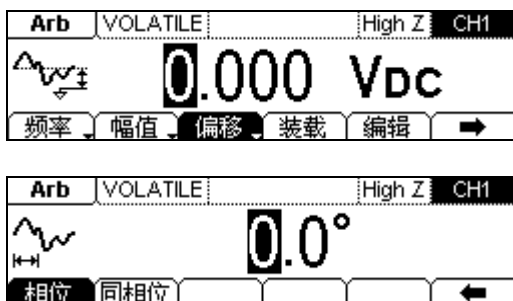 Arb VOLATILE High Z CH1
0.000 VDC
频率 幅值 偏移 装载 编辑
Arb VOLATILE High Z CH1
0.0°
相位 同相位